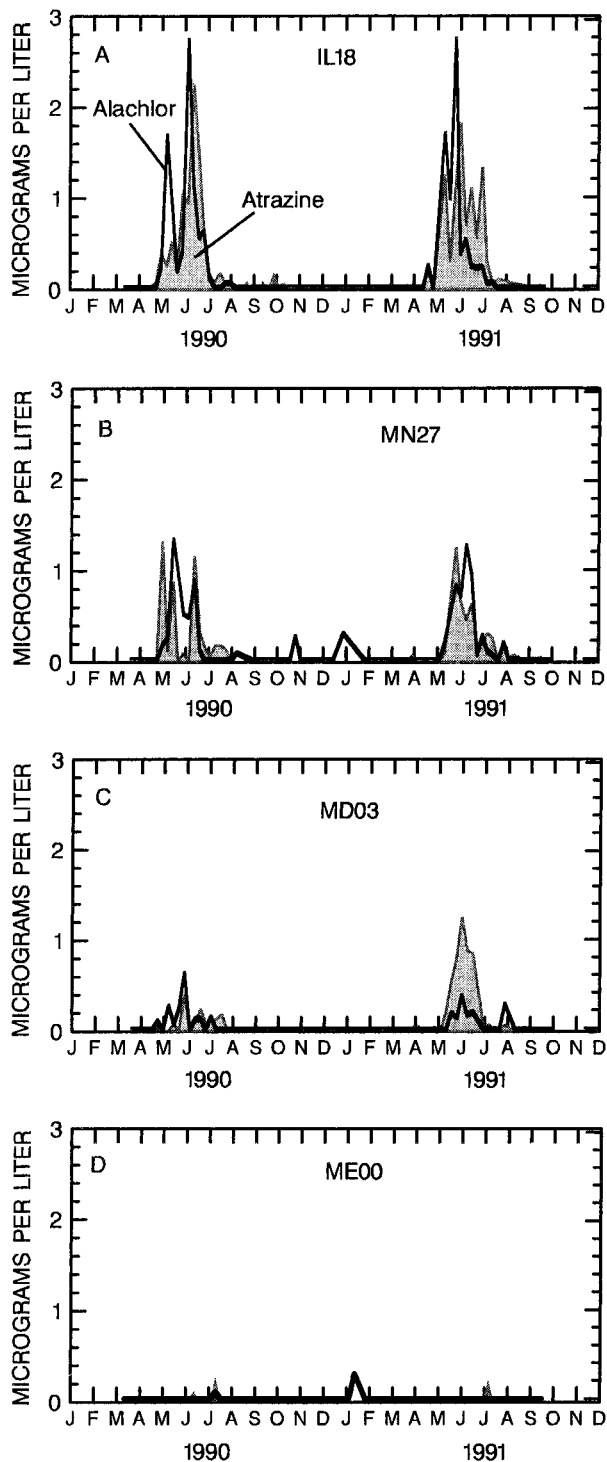 MICROGRAMS PER LITER
3
2
1
0
A
IL18
Alachlor
Atrazine
J F M A M J J A S O N D J F M A M J J A S O N D
1990 1991
MICROGRAMS PER LITER
3
2
1
0
B
MN27
J F M A M J J A S O N D J F M A M J J A S O N D
1990 1991
MICROGRAMS PER LITER
3
2
1
0
C
MD03
J F M A M J J A S O N D J F M A M J J A S O N D
1990 1991
MICROGRAMS PER LITER
3
2
1
0
D
ME00
J F M A M J J A S O N D J F M A M J J A S O N D
1990 1991